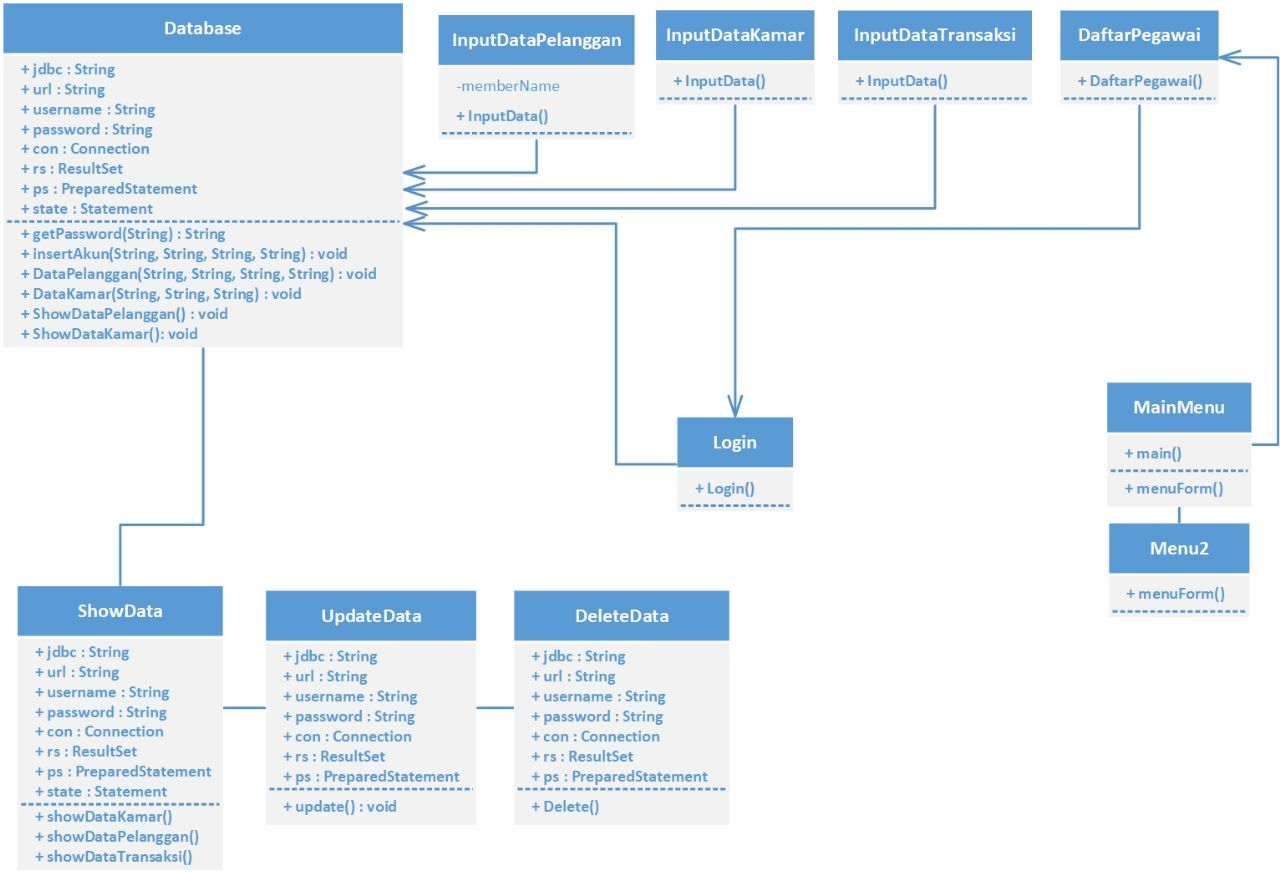 Database
+ jdbc : String
+ url : String
+ username : String
+ password : String
+ con : Connection
+ rs : ResultSet
+ ps : PreparedStatement
+ state : Statement
+ getPassword(String) : String
+ insertAkun(String, String, String, String) : void
+ DataPelanggan(String, String, String, String) : void
+ DataKamar(String, String, String) : void
+ ShowDataPelanggan() : void
+ ShowDataKamar(): void
InputDataPelanggan
-memberName
+ InputData()
InputDataKamar
+ InputData()
InputDataTransaksi
+ InputData()
DaftarPegawai
+ DaftarPegawai()
Login
+ Login()
MainMenu
+ main()
+ menuForm()
Menu2
+ menuForm()
ShowData
+ jdbc : String
+ url : String
+ username : String
+ password : String
+ con : Connection
+ rs : ResultSet
+ ps : PreparedStatement
+ state : Statement
+ showDataKamar()
+ showDataPelanggan()
+ showDataTransaksi()
UpdateData
+ jdbc : String
+ url : String
+ username : String
+ password : String
+ con : Connection
+ rs : ResultSet
+ ps : PreparedStatement
+ update() : void
DeleteData
+ jdbc : String
+ url : String
+ username : String
+ password : String
+ con : Connection
+ rs : ResultSet
+ ps : PreparedStatement
+ Delete()